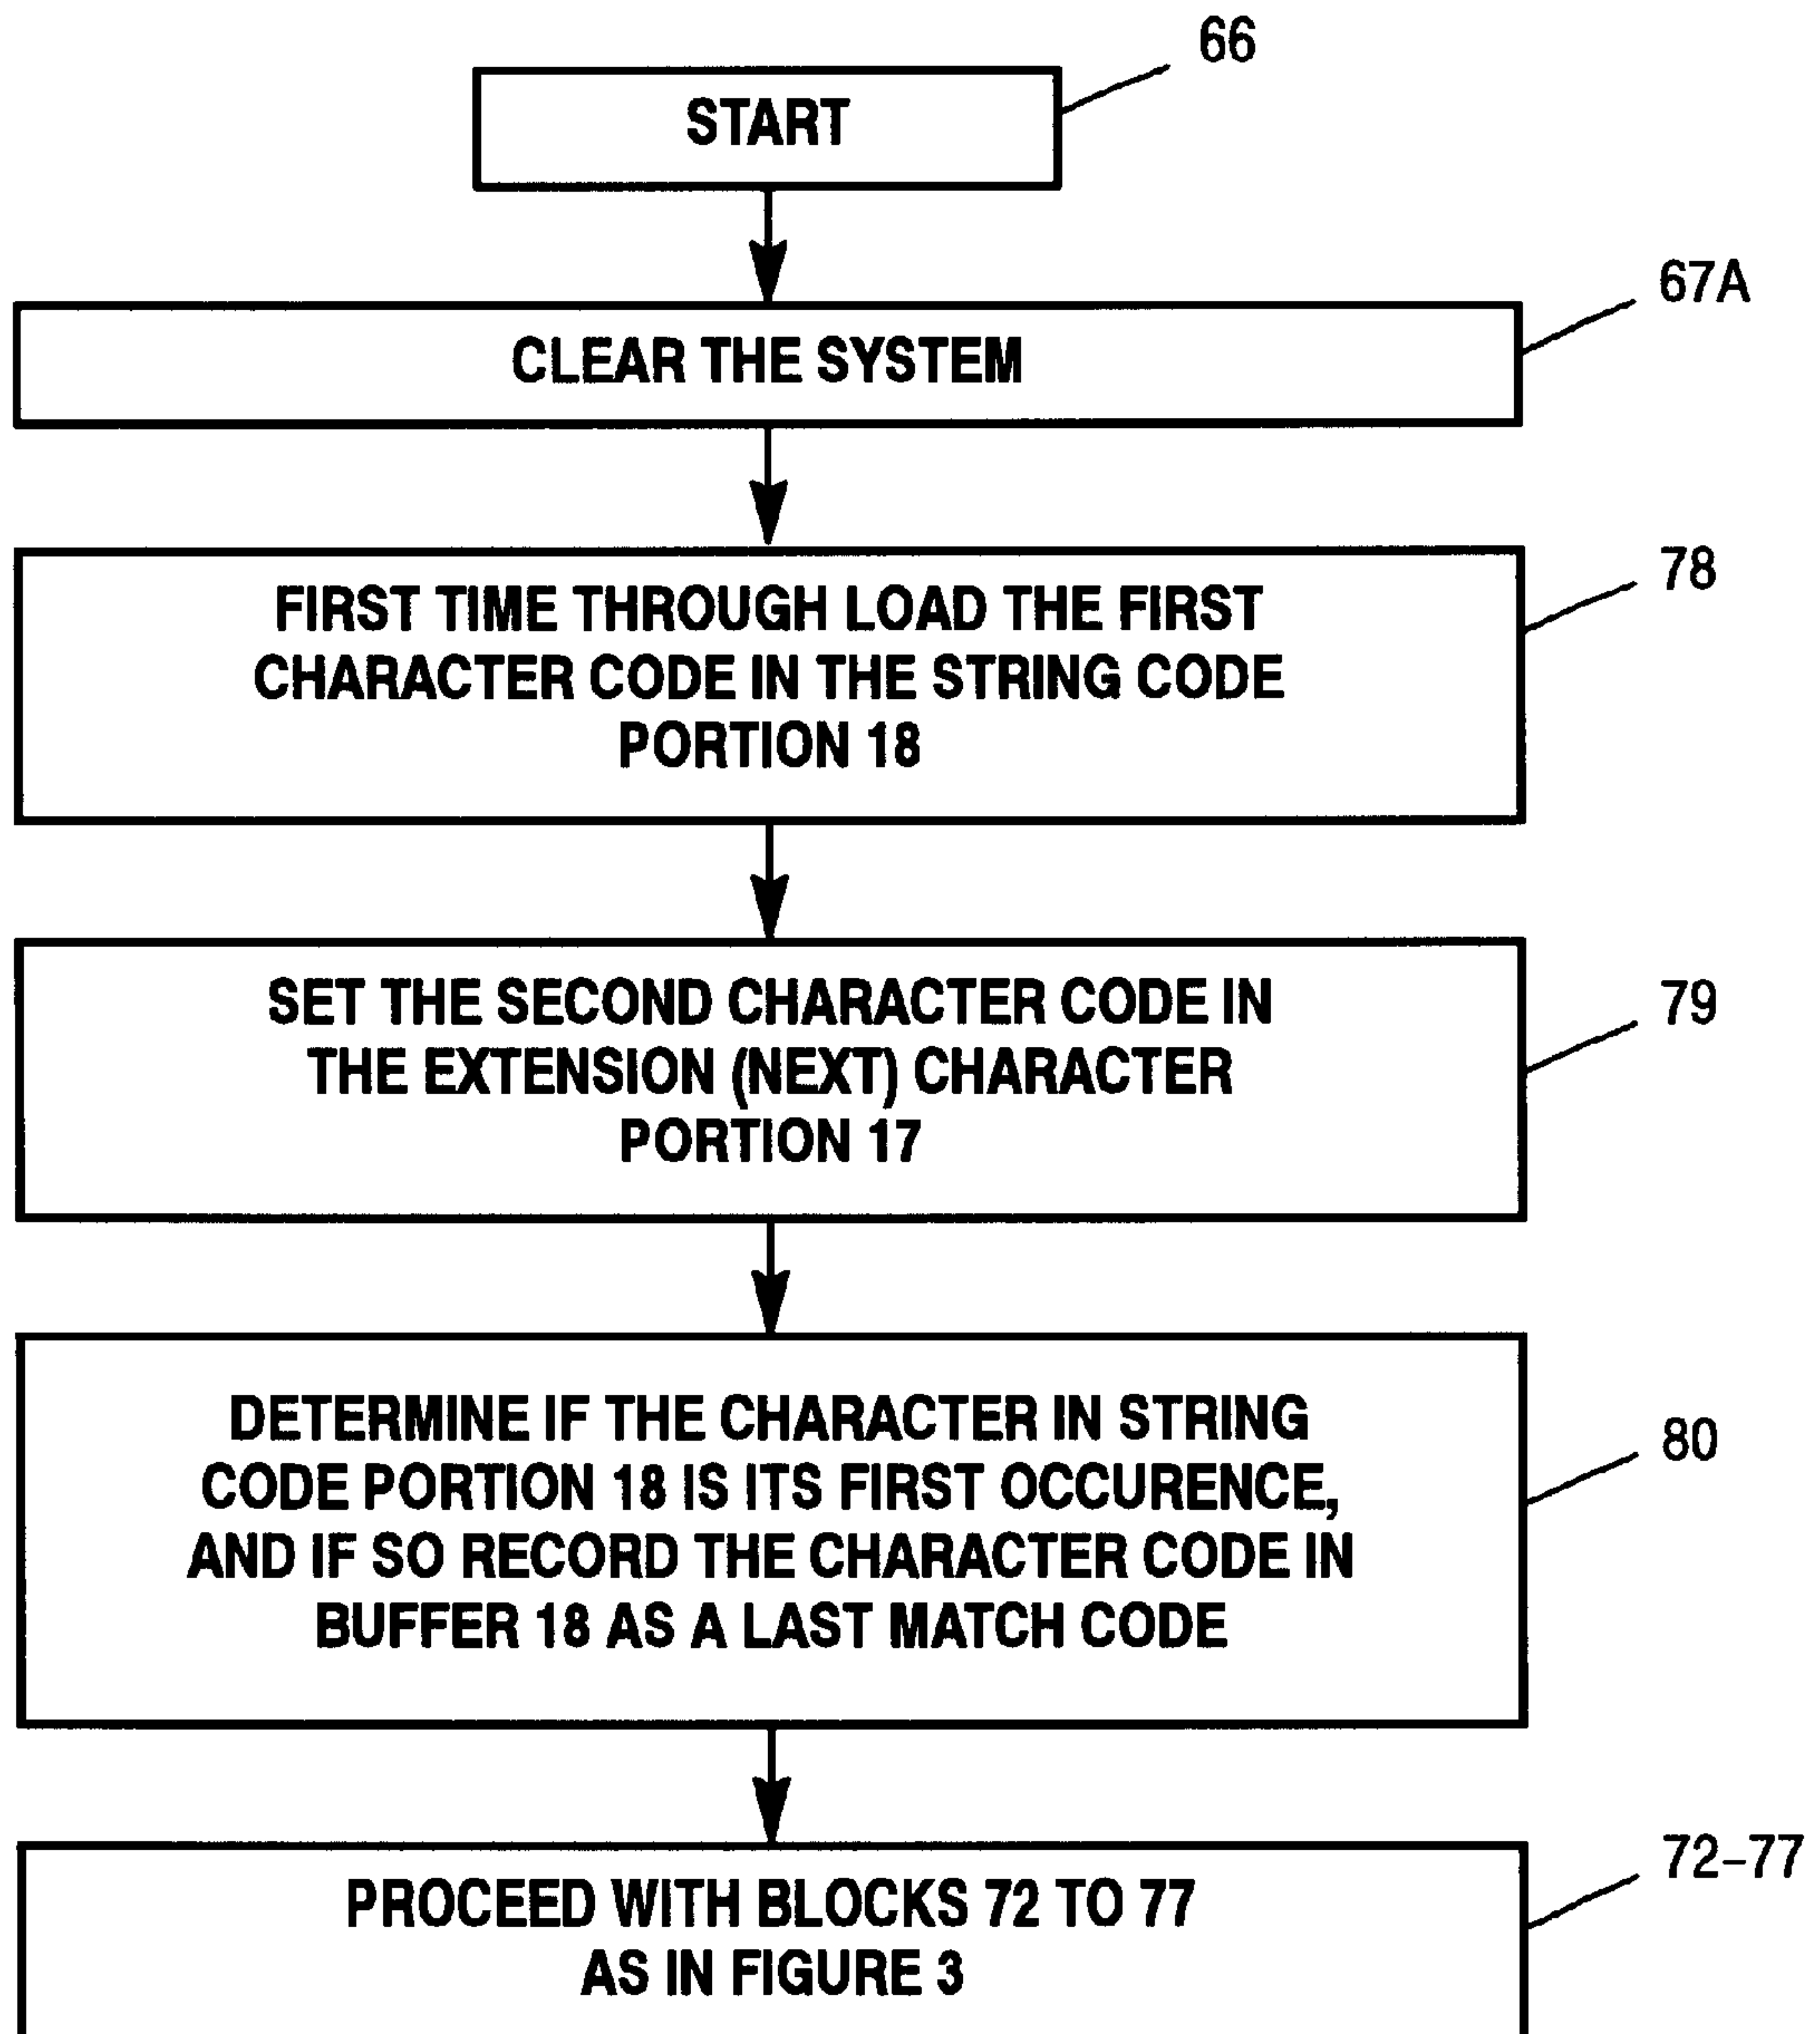 66
START
67A
CLEAR THE SYSTEM
78
FIRST TIME THROUGH LOAD THE FIRST
CHARACTER CODE IN THE STRING CODE
PORTION 18
79
SET THE SECOND CHARACTER CODE IN
THE EXTENSION (NEXT) CHARACTER
PORTION 17
80
DETERMINE IF THE CHARACTER IN STRING
CODE PORTION 18 IS ITS FIRST OCCURENCE,
AND IF SO RECORD THE CHARACTER CODE IN
BUFFER 18 AS A LAST MATCH CODE
72–77
PROCEED WITH BLOCKS 72 TO 77
AS IN FIGURE 3